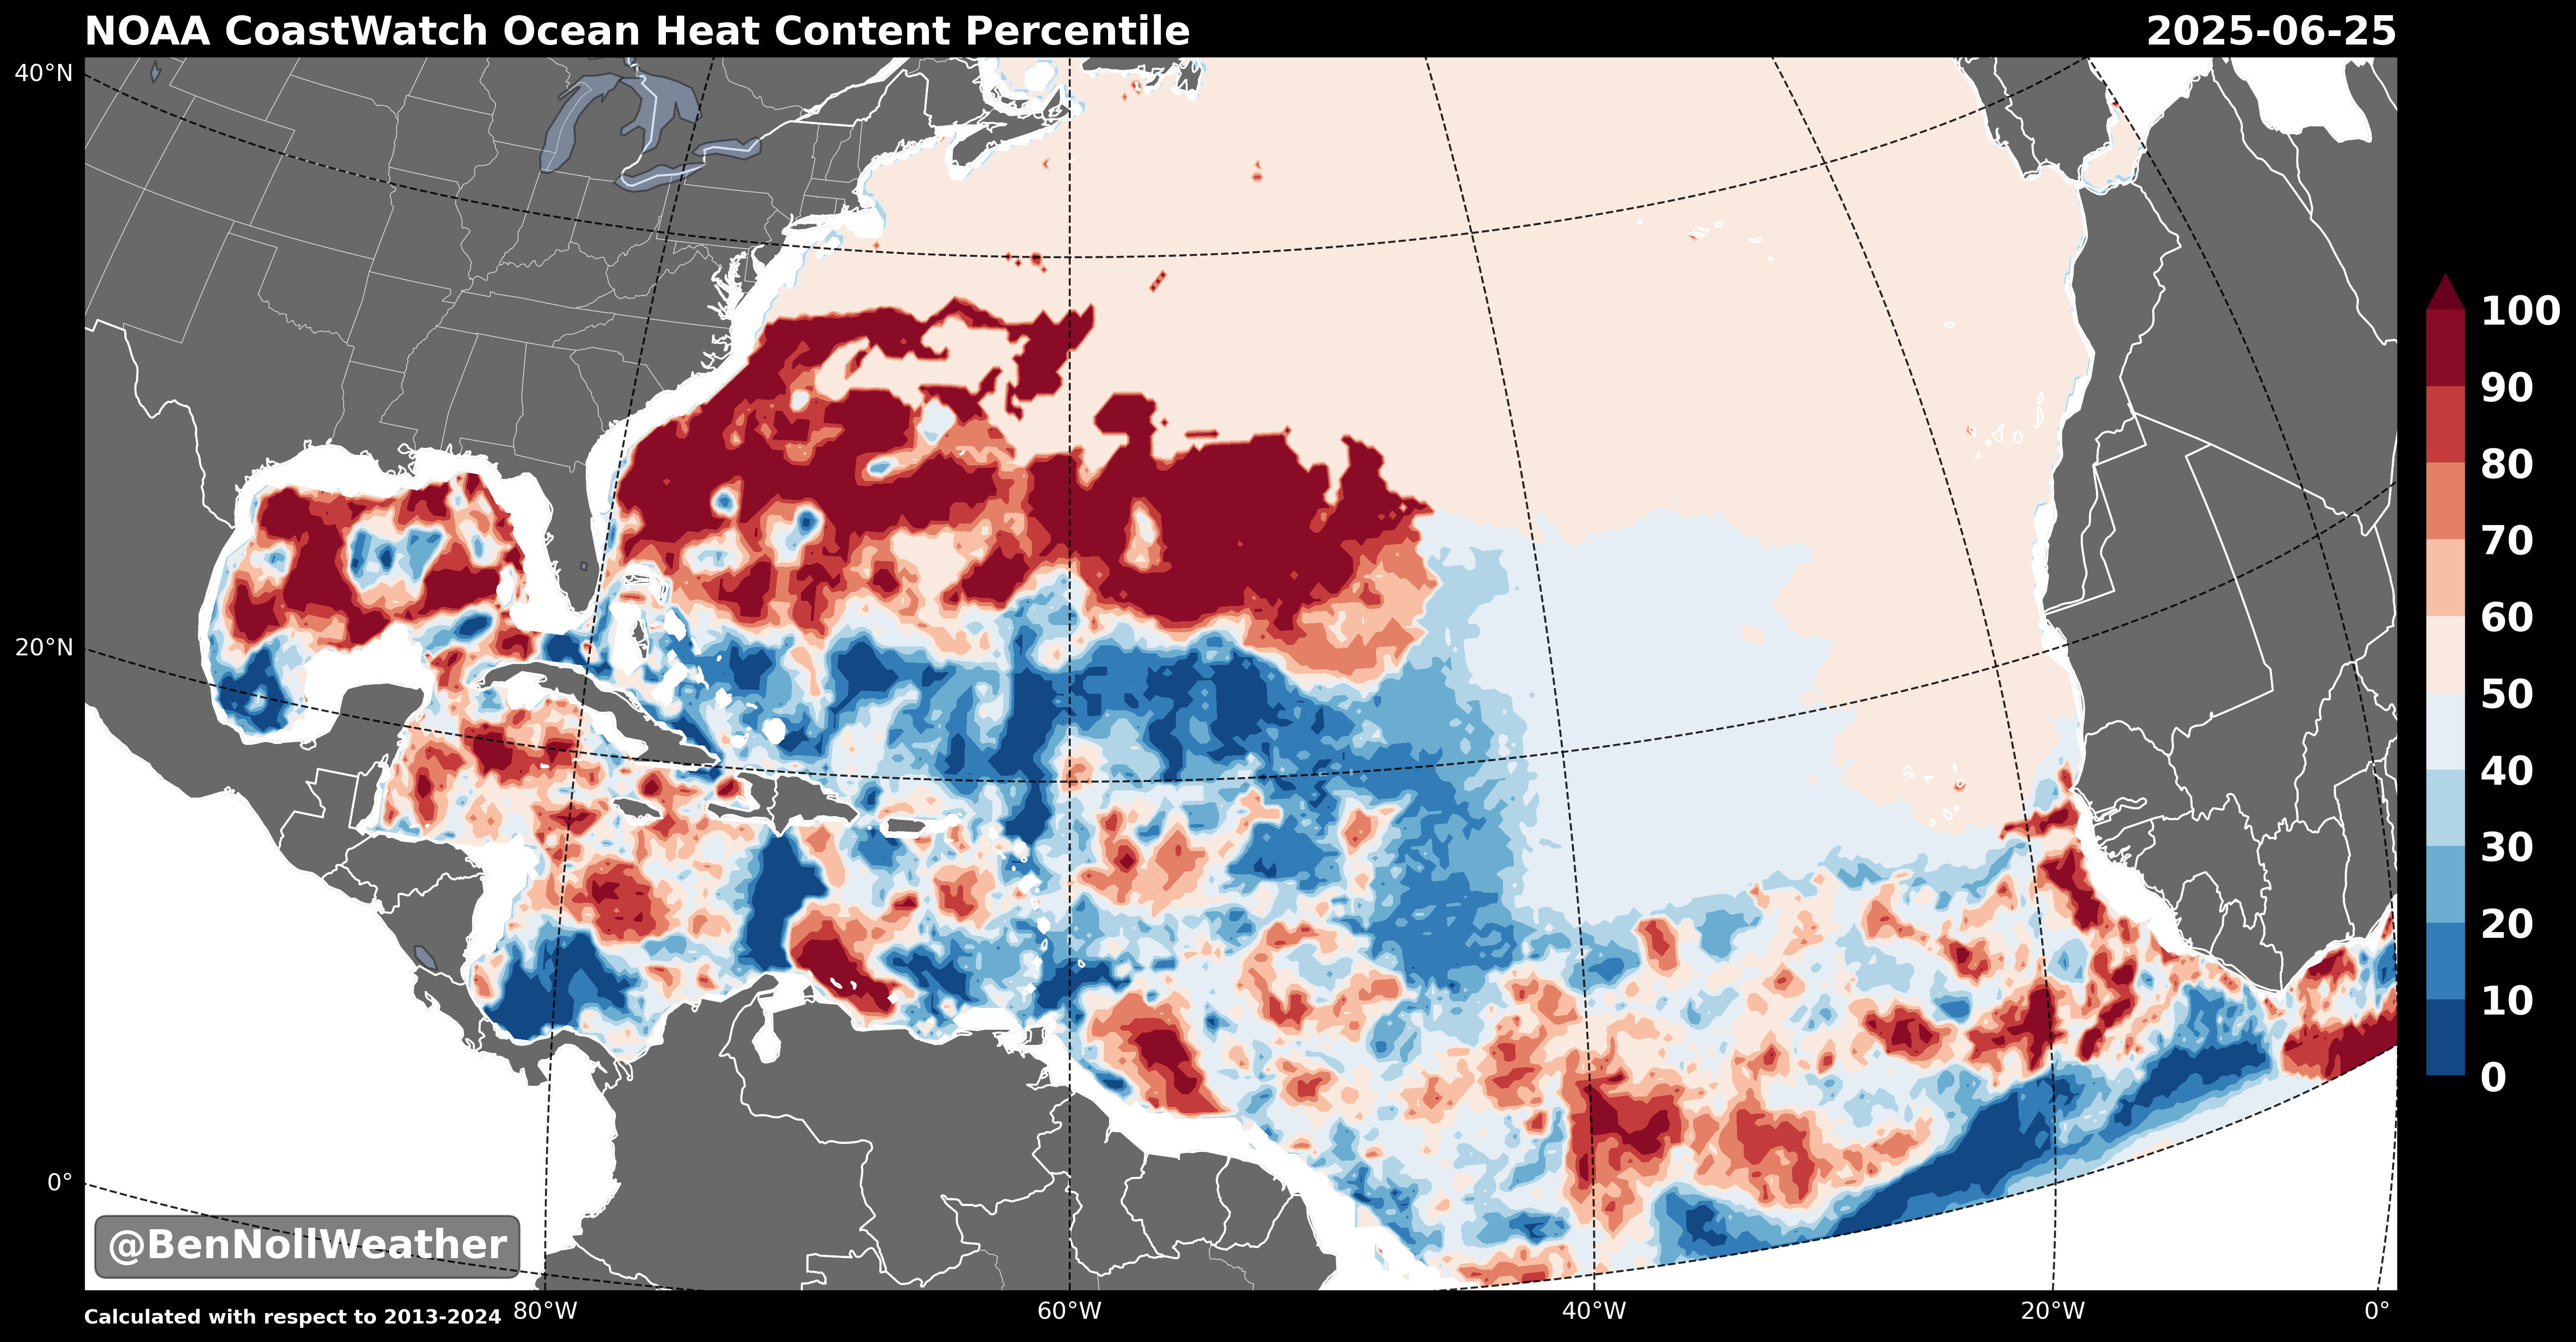 NOAA CoastWatch Ocean Heat Content Percentile
2025-06-25
40°N
20°N
0°
100
90
80
70
60
50
40
30
20
10
0
@BenNollWeather
Calculated with respect to 2013-2024
80°W
60°W
40°W
20°W
0°